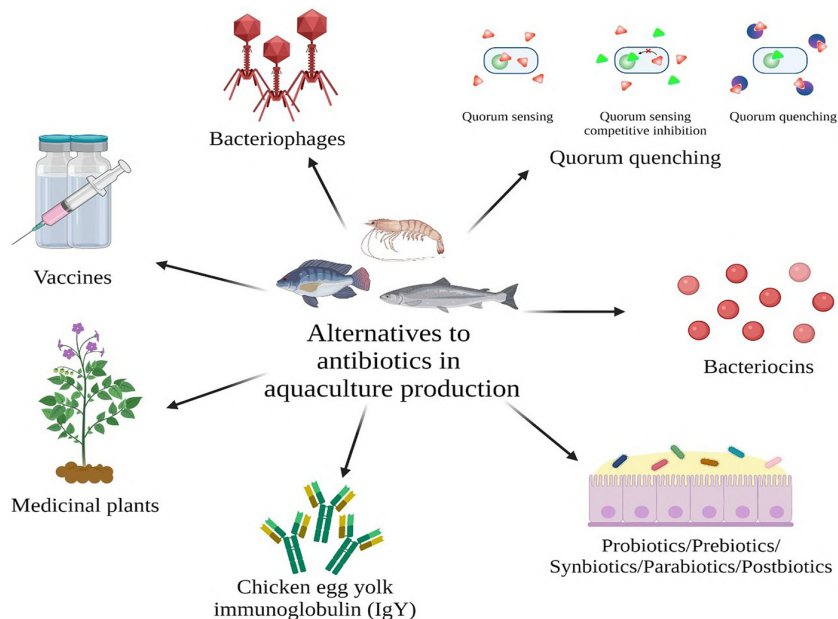 Quorum sensing
Quorum sensing
competitive inhibition
Quorum quenching
Bacteriophages
Quorum quenching
Vaccines
Alternatives to
antibiotics in
aquaculture production
Bacteriocins
Medicinal plants
Chicken egg yolk
immunoglobulin (IgY)
Probiotics/Prebiotics/
Synbiotics/Parabiotics/Postbiotics